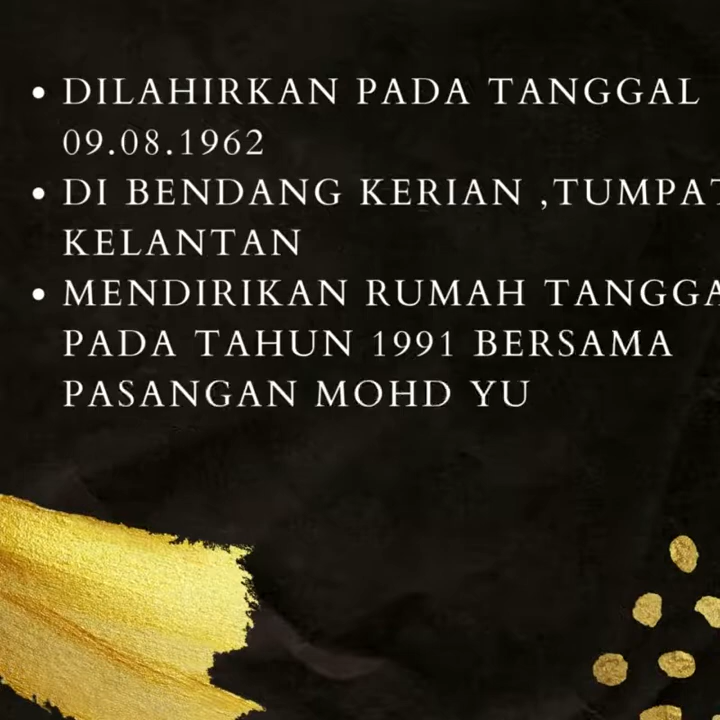 • DILAHIRKAN PADA TANGGAL
09.08.1962
• DI BENDANG KERIAN ,TUMPAT
KELANTAN
• MENDIRIKAN RUMAH TANGGA
PADA TAHUN 1991 BERSAMA
PASANGAN MOHD YU